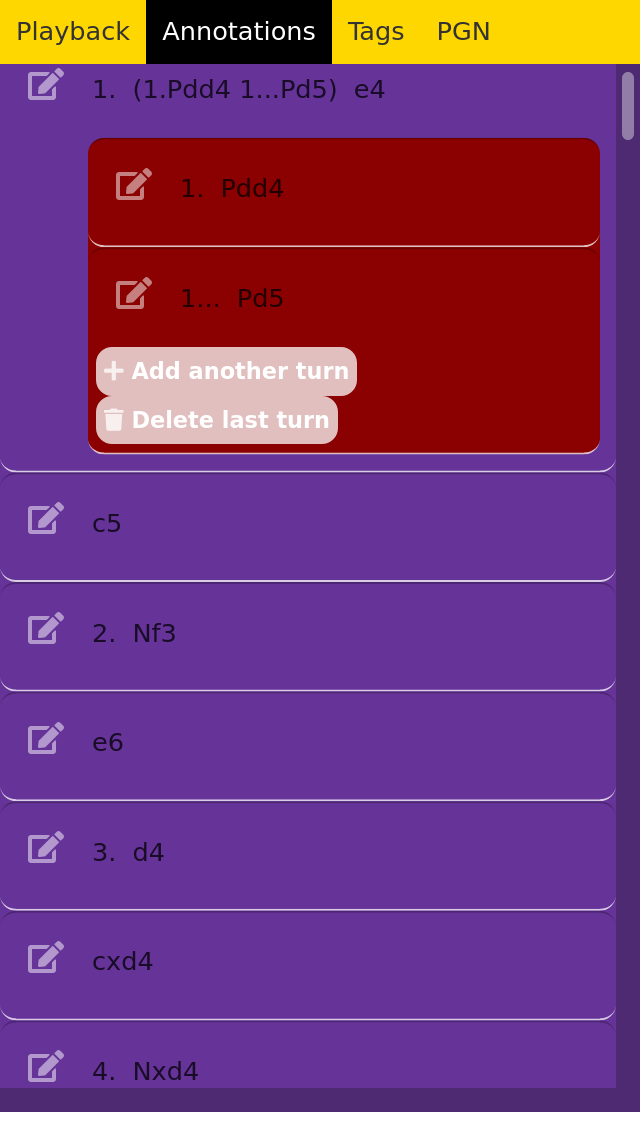 Playback Annotations Tags PGN
1. (1.Pdd4 1...Pd5) e4
1. Pdd4
1... Pd5
Add another turn
Delete last turn
c5
2. Nf3
e6
3. d4
cxd4
4. Nxd4